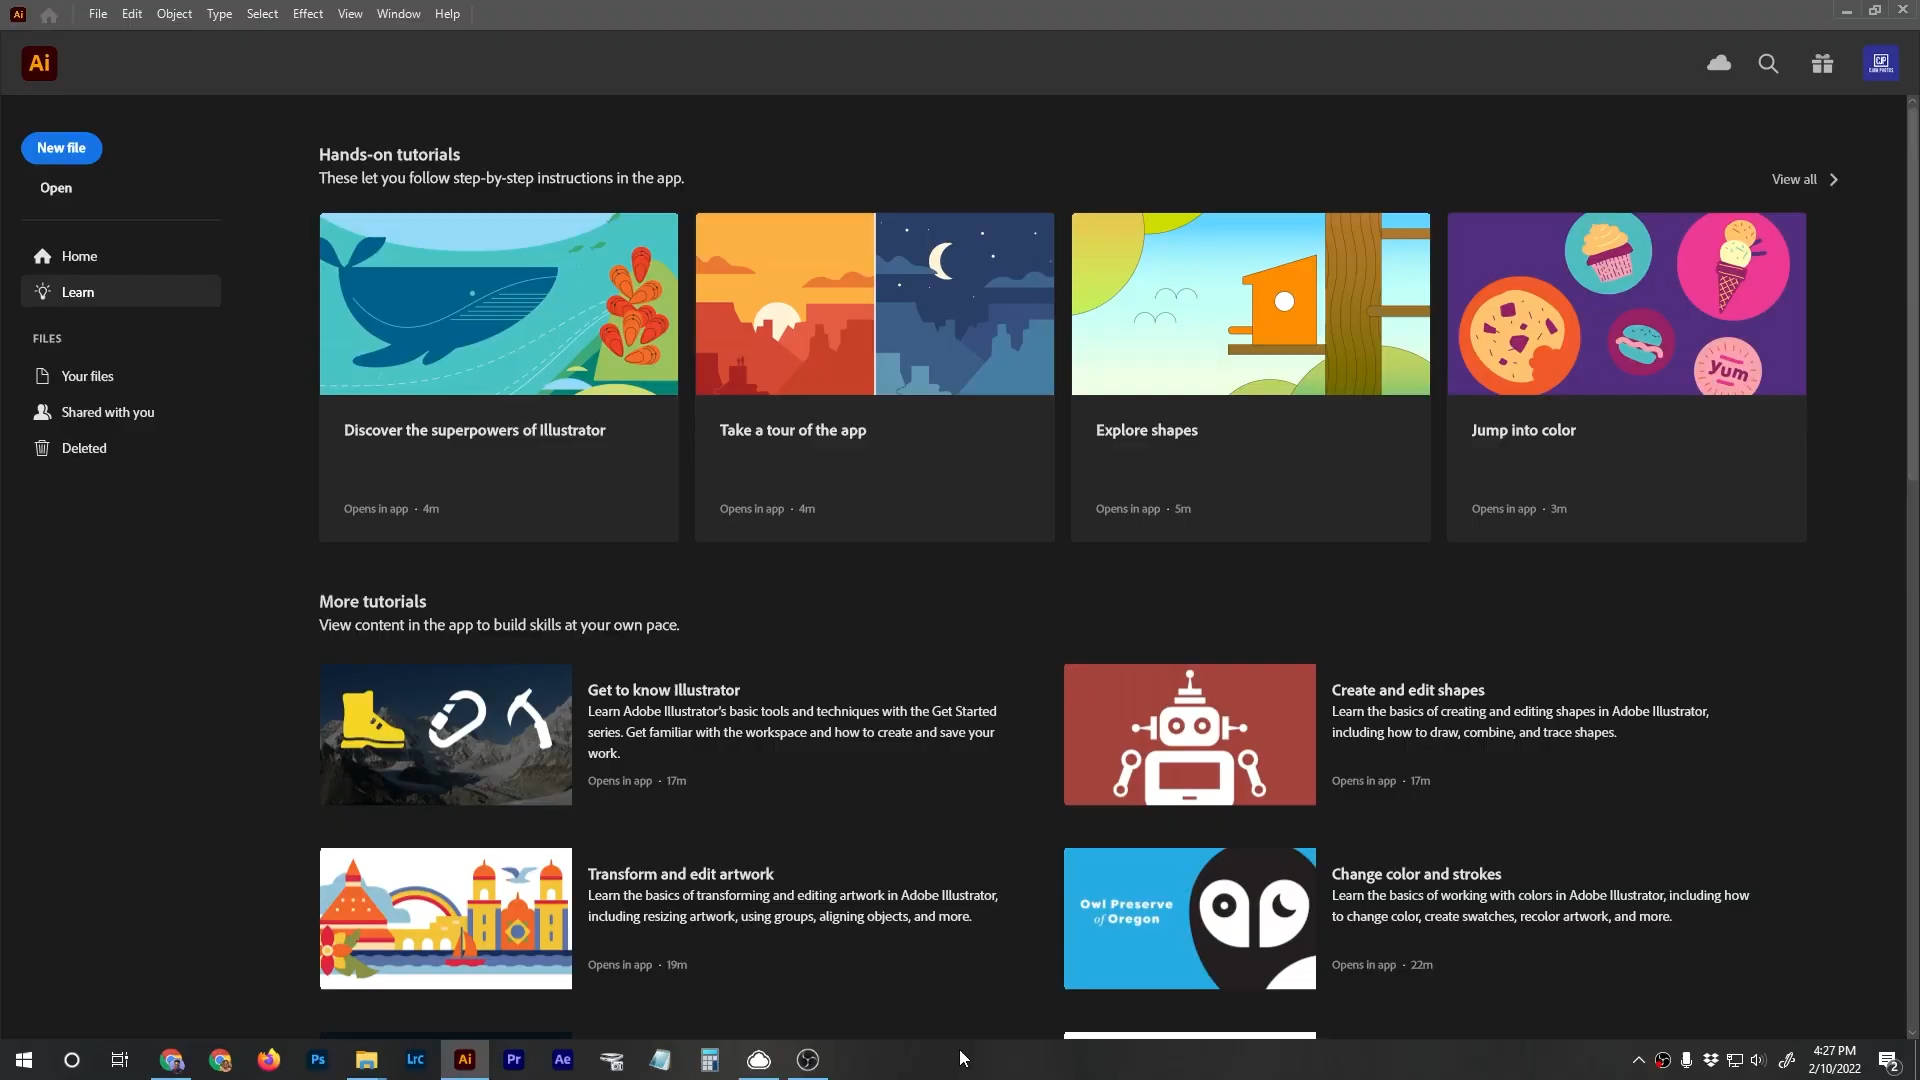 Ai
File Edit Object Type Select Effect View Window Help
Ai
CJP
New file
Open
Home
Learn
FILES
Your files
Shared with you
Deleted
Hands-on tutorials
These let you follow step-by-step instructions in the app.
View all
Yum
Discover the superpowers of Illustrator
Opens in app · 4m
Take a tour of the app
Opens in app · 4m
Explore shapes
Opens in app · 5m
Jump into color
Opens in app · 3m
More tutorials
View content in the app to build skills at your own pace.
Get to know Illustrator
Learn Adobe Illustrator's basic tools and techniques with the Get Started
series. Get familiar with the workspace and how to create and save your
work.
Opens in app · 17m
Create and edit shapes
Learn the basics of creating and editing shapes in Adobe Illustrator,
including how to draw, combine, and trace shapes.
Opens in app · 17m
Transform and edit artwork
Learn the basics of transforming and editing artwork in Adobe Illustrator,
including resizing artwork, using groups, aligning objects, and more.
Opens in app · 19m
Owl Preserve
of Oregon
Change color and strokes
Learn the basics of working with colors in Adobe Illustrator, including how
to change color, create swatches, recolor artwork, and more.
Opens in app · 22m
Ps LrC Ai Pr Ae
4:27 PM
2/10/2022
2